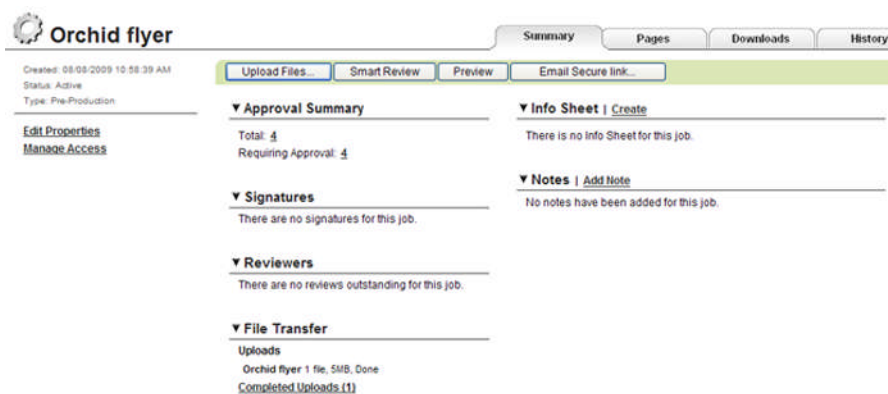 Orchid flyer
Summary
Pages
Downloads
History
Created: 08/08/2009 10:58:39 AM
Status: Active
Type: Pre-Production
Edit Properties
Manage Access
Upload Files...
Smart Review
Preview
Email Secure link...
▼ Approval Summary
Total: 4
Requiring Approval: 4
▼ Signatures
There are no signatures for this job.
▼ Reviewers
There are no reviews outstanding for this job.
▼ File Transfer
Uploads
Orchid flyer 1 file, 5MB, Done
Completed Uploads (1)
▼ Info Sheet | Create
There is no Info Sheet for this job.
▼ Notes | Add Note
No notes have been added for this job.